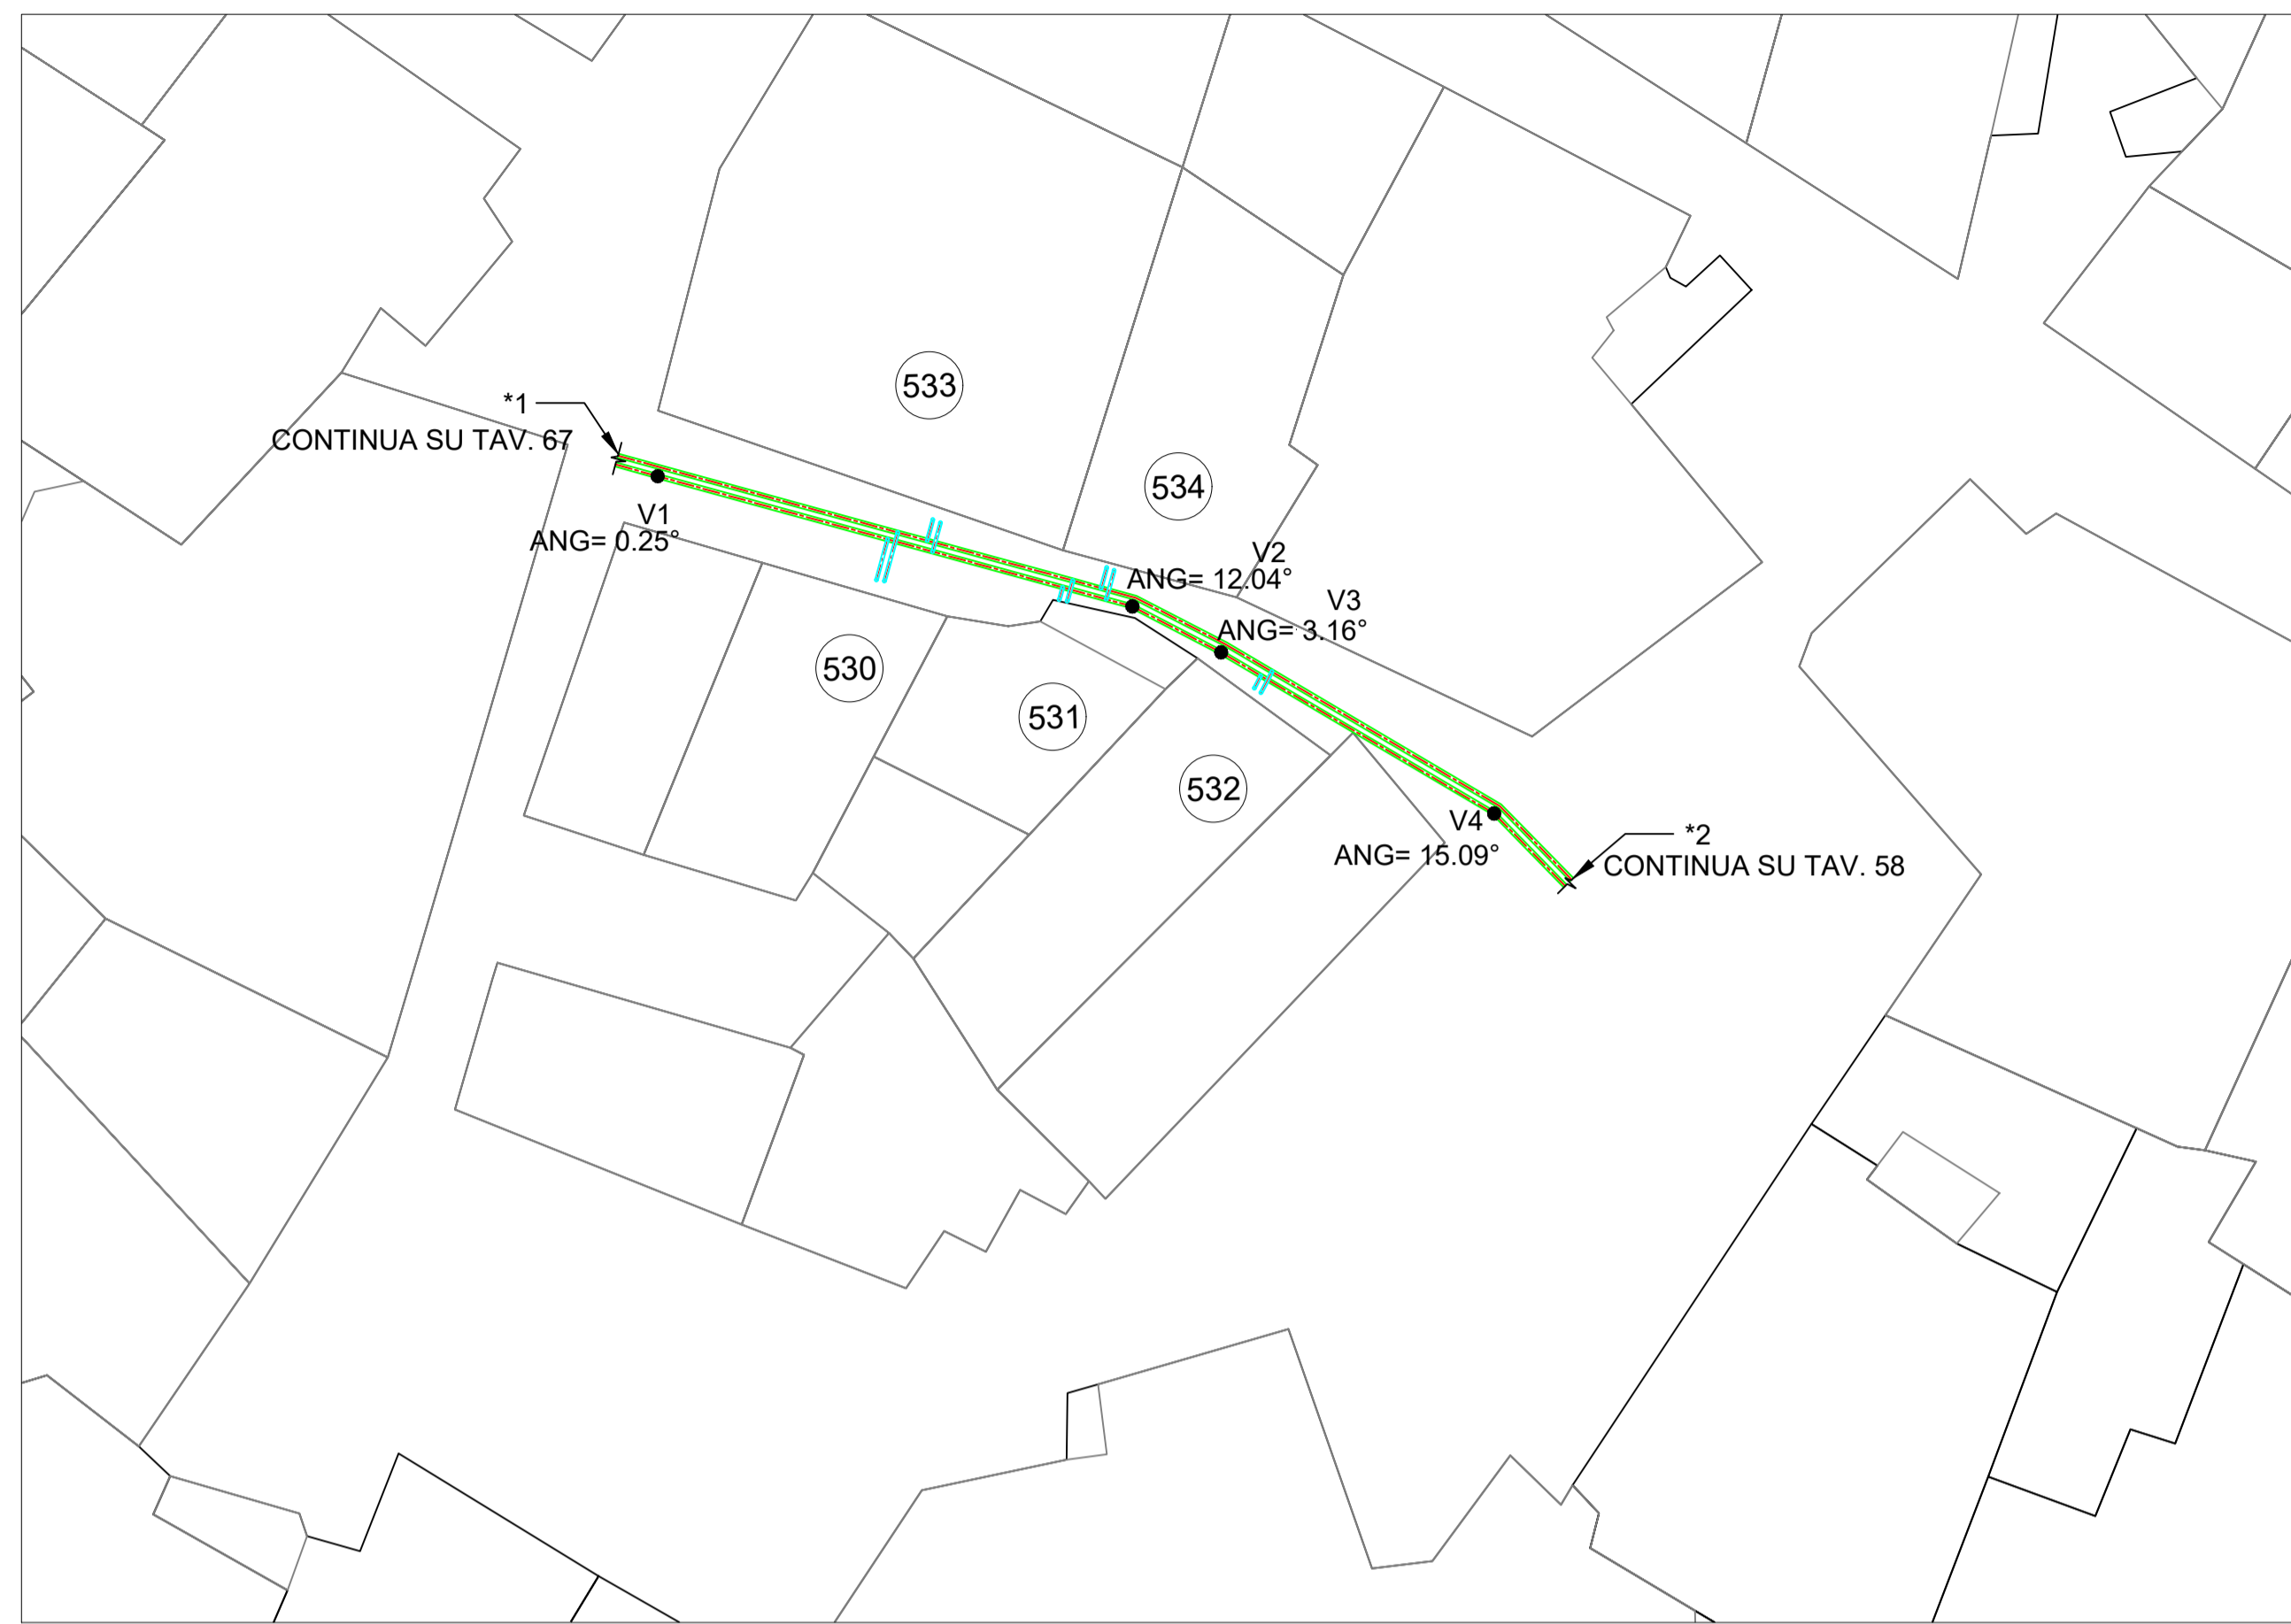 533
*1
CONTINUA SU TAV. 67
534
V1
ANG= 0.25°
V2
ANG= 12.04°
V3
ANG= 3.16°
530
531
532
V4
ANG= 15.09°
*2
CONTINUA SU TAV. 58